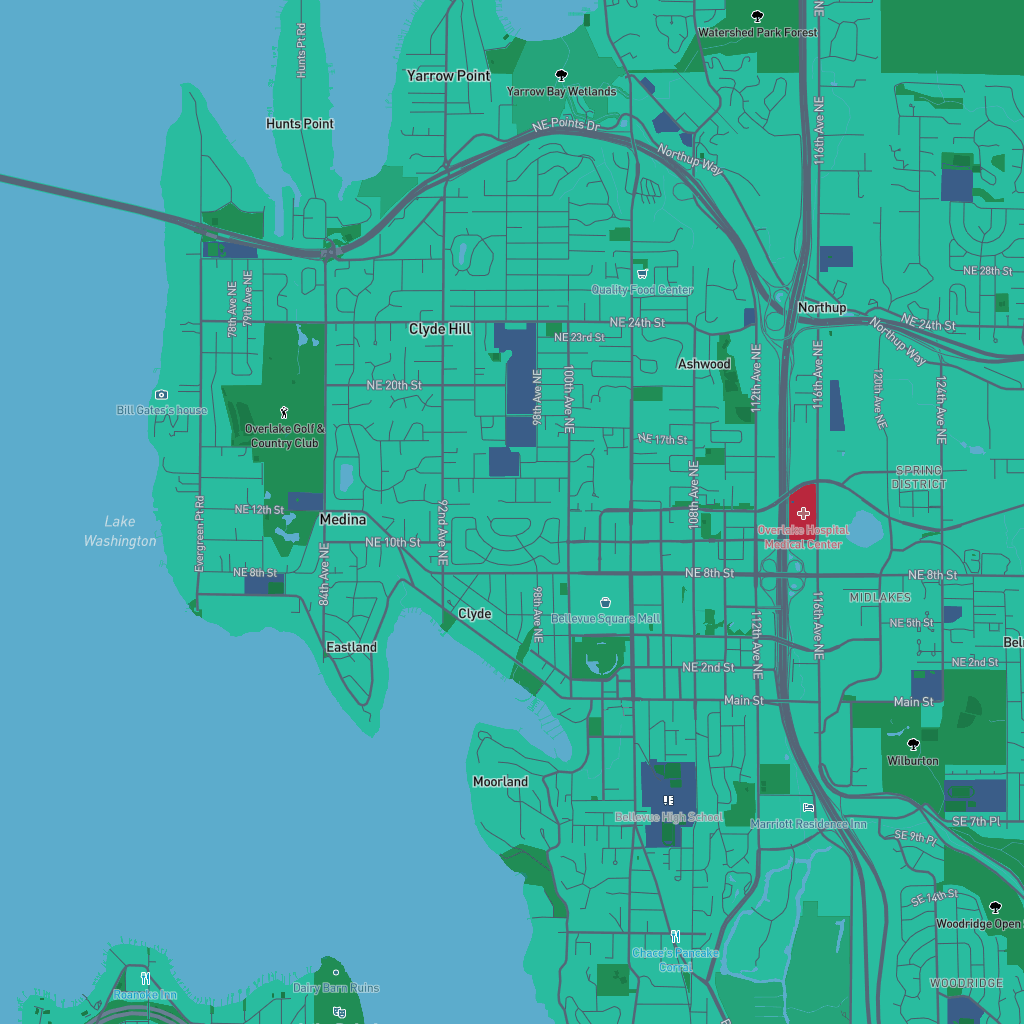 Watershed Park Forest
Hunts Pt Rd
NE
Yarrow Point
Yarrow Bay Wetlands
Hunts Point
NE Points Dr
116th Ave NE
Northup Way
NE 28th St
78th Ave NE
79th Ave NE
Quality Food Center
Northup
Clyde Hill
NE 24th St
NE 24th St
Northup Way
NE 23rd St
Ashwood
112th Ave NE
116th Ave NE
120th Ave NE
124th Ave NE
NE 20th St
98th Ave NE
100th Ave NE
Bill Gates's house
Overlake Golf &
Country Club
NE 17th St
SPRING
DISTRICT
108th Ave NE
Evergreen Pt Rd
NE 12th St
Medina
92nd Ave NE
Lake
Washington
Overlake Hospital
Medical Center
NE 10th St
NE 8th St
84th Ave NE
NE 8th St
NE 8th St
MIDLAKES
98th Ave NE
Bellevue Square Mall
Clyde
112th Ave NE
116th Ave NE
NE 5th St
Eastland
NE 2nd St
NE 2nd St
Main St
Main St
Wilburton
Moorland
Bellevue High School
Marriott Residence Inn
SE 7th Pl
SE 9th Pl
SE 14th St
Woodridge Open
Chace's Pancake
Corral
Roanoke Inn
Dairy Barn Ruins
WOODRIDGE